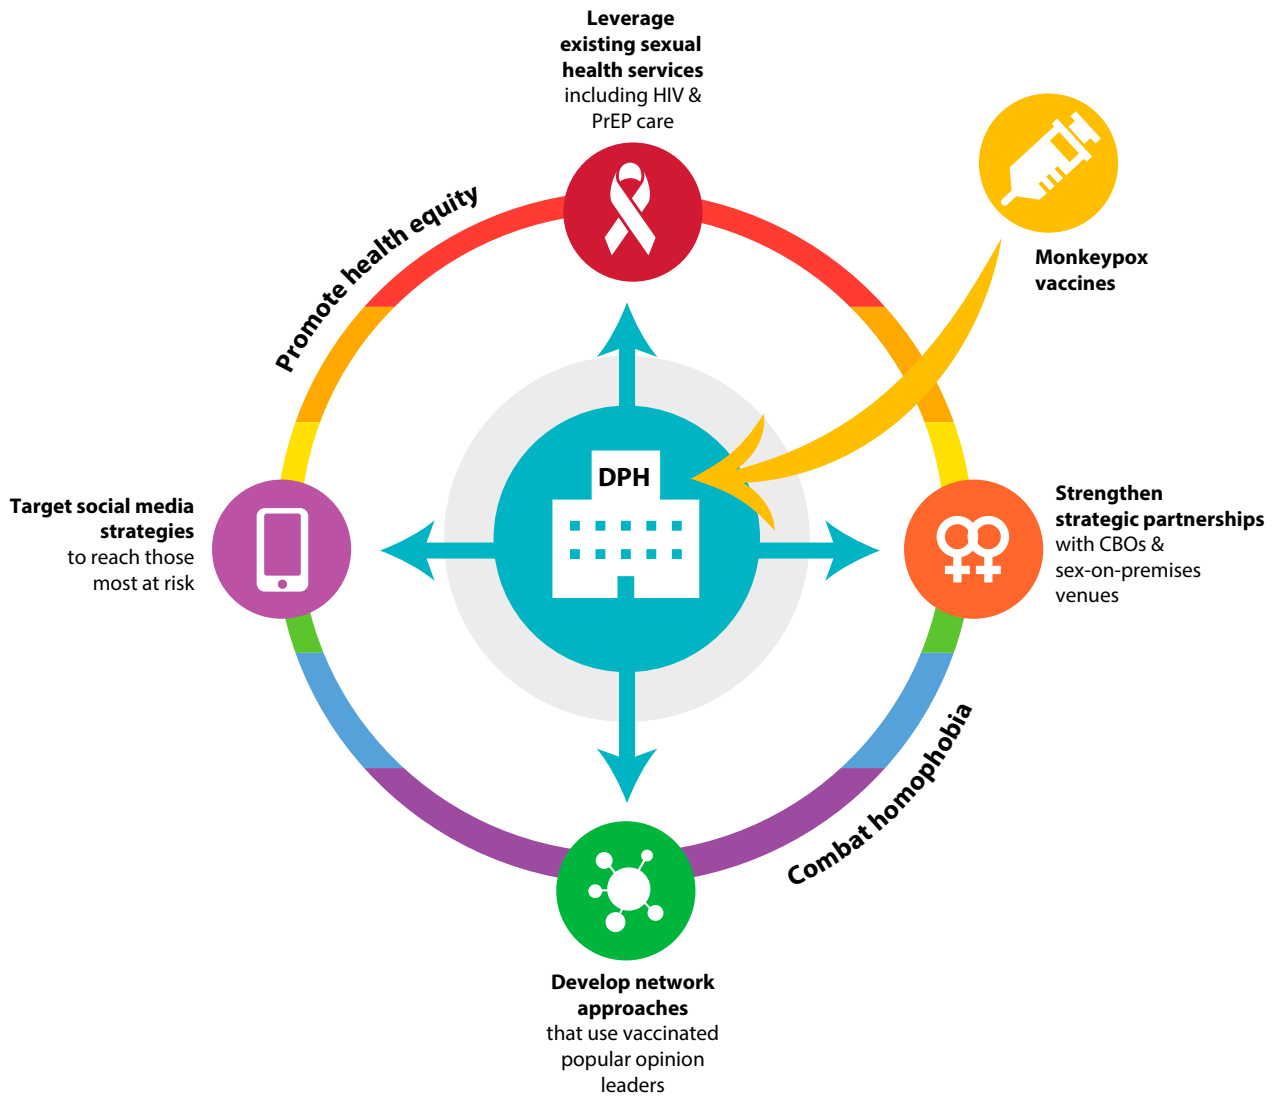 Leverage
existing sexual
health services
including HIV &
PrEP care
Promote health equity
Monkeypox
vaccines
DPH
Target social media
strategies
to reach those
most at risk
Strengthen
strategic partnerships
with CBOs &
sex-on-premises
venues
Combat homophobia
Develop network
approaches
that use vaccinated
popular opinion
leaders